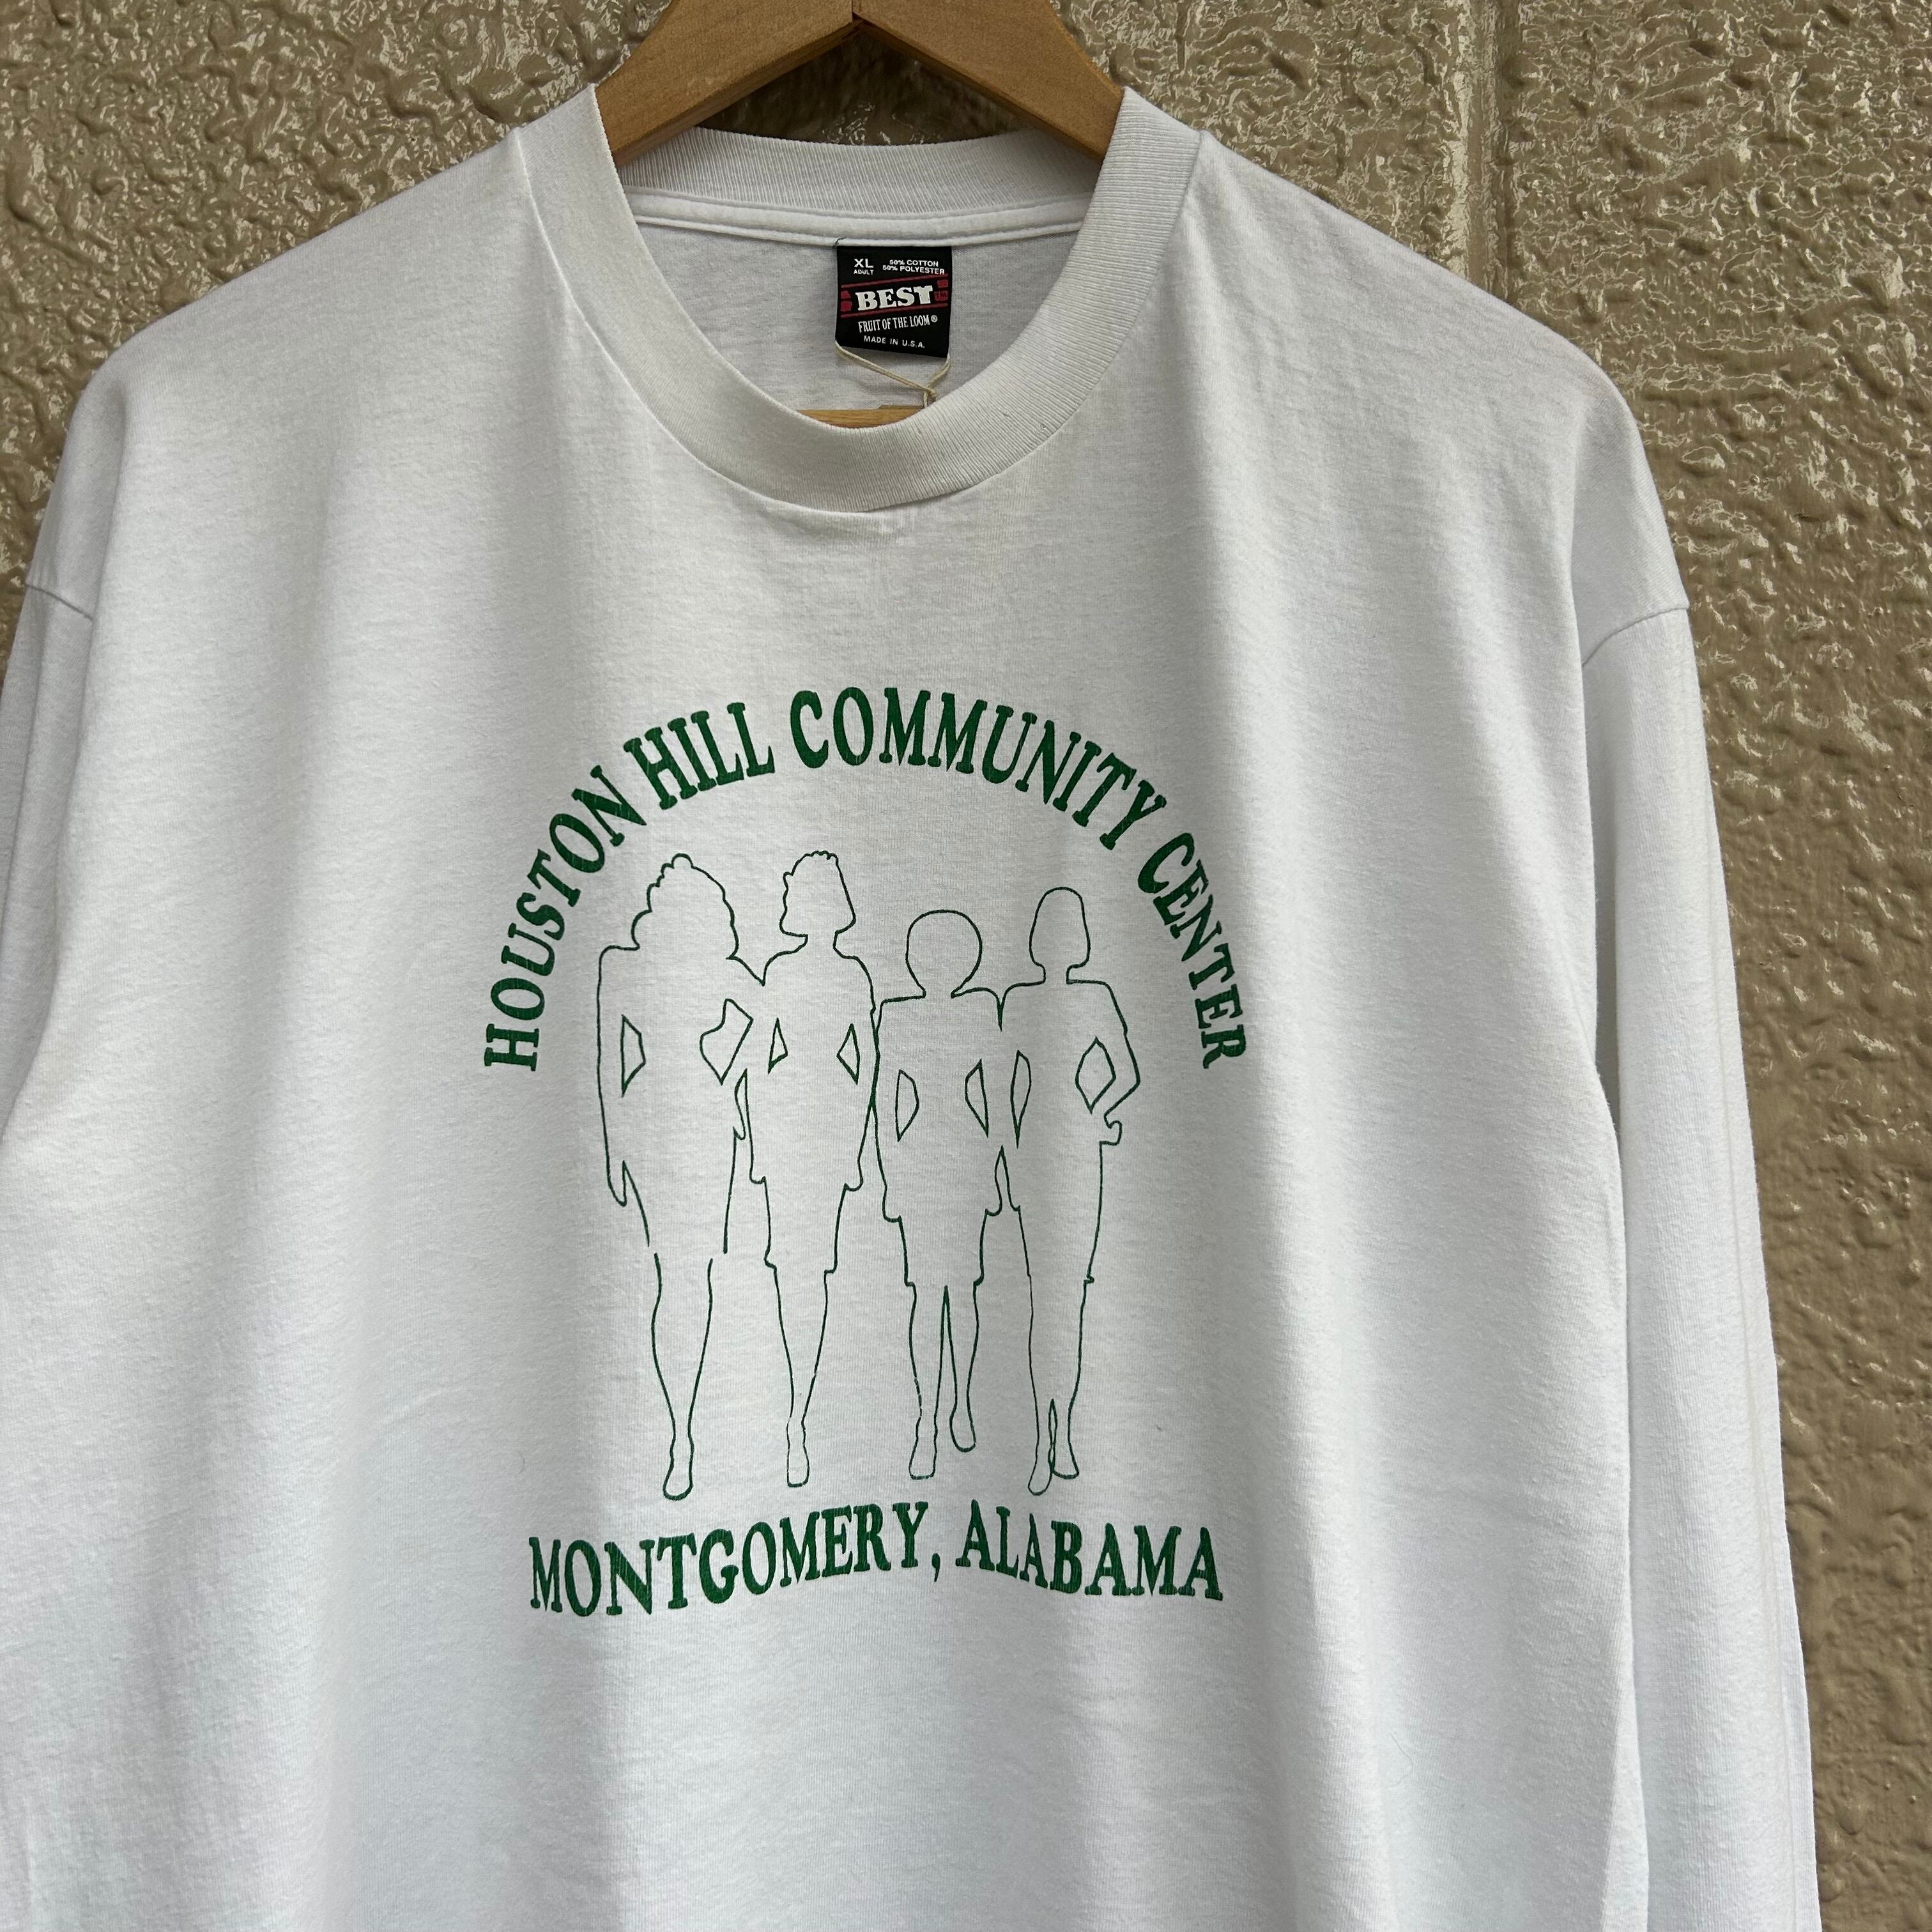 XL
ADULT
50% COTTON
50% POLYESTER
BEST
FRUIT OF THE LOOM®
MADE IN U.S.A.
HOUSTON HILL COMMUNITY CENTER
MONTGOMERY, ALABAMA